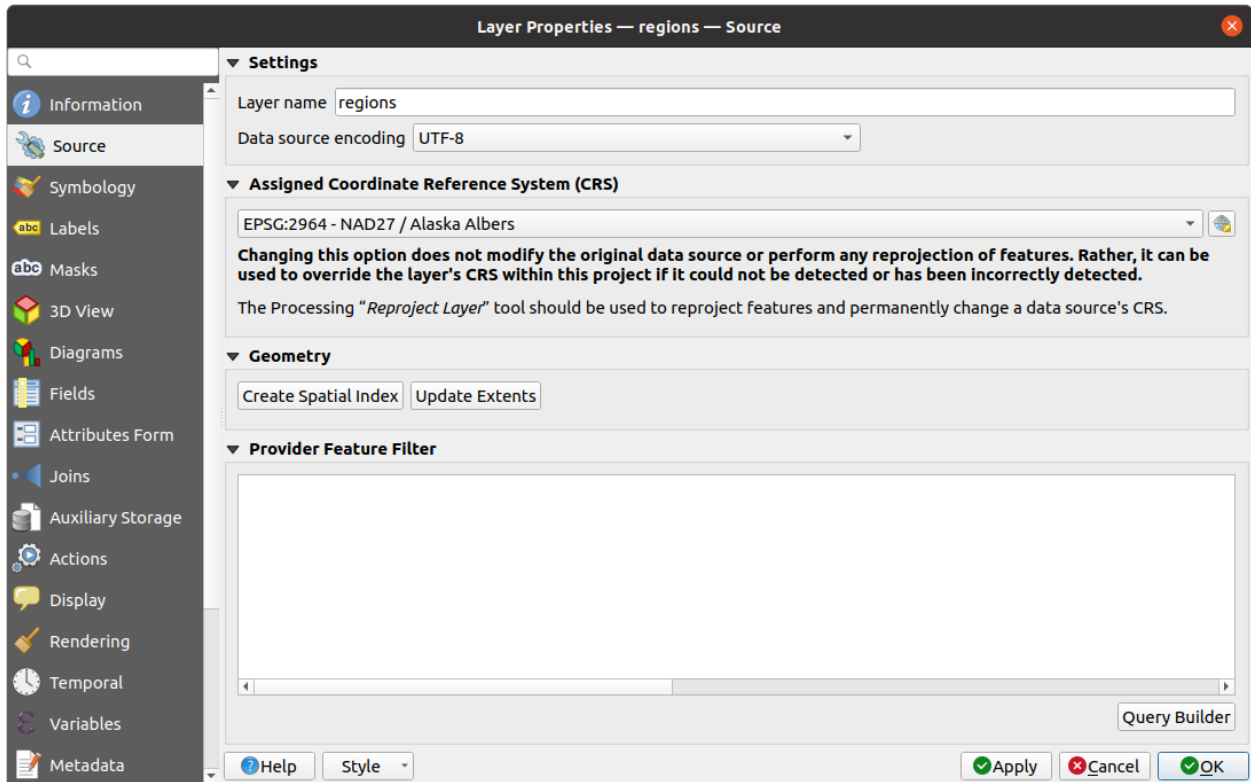 Layer Properties — regions — Source
Information
Source
Symbology
abc Labels
abc Masks
3D View
Diagrams
Fields
Attributes Form
Joins
Auxiliary Storage
Actions
Display
Rendering
Temporal
Variables
Metadata
Settings
Layer name regions
Data source encoding UTF-8
Assigned Coordinate Reference System (CRS)
EPSG:2964 - NAD27 / Alaska Albers
Changing this option does not modify the original data source or perform any reprojection of features. Rather, it can be
used to override the layer's CRS within this project if it could not be detected or has been incorrectly detected.
The Processing “Reproject Layer” tool should be used to reproject features and permanently change a data source's CRS.
Geometry
Create Spatial Index Update Extents
Provider Feature Filter
Query Builder
Help Style Apply Cancel OK